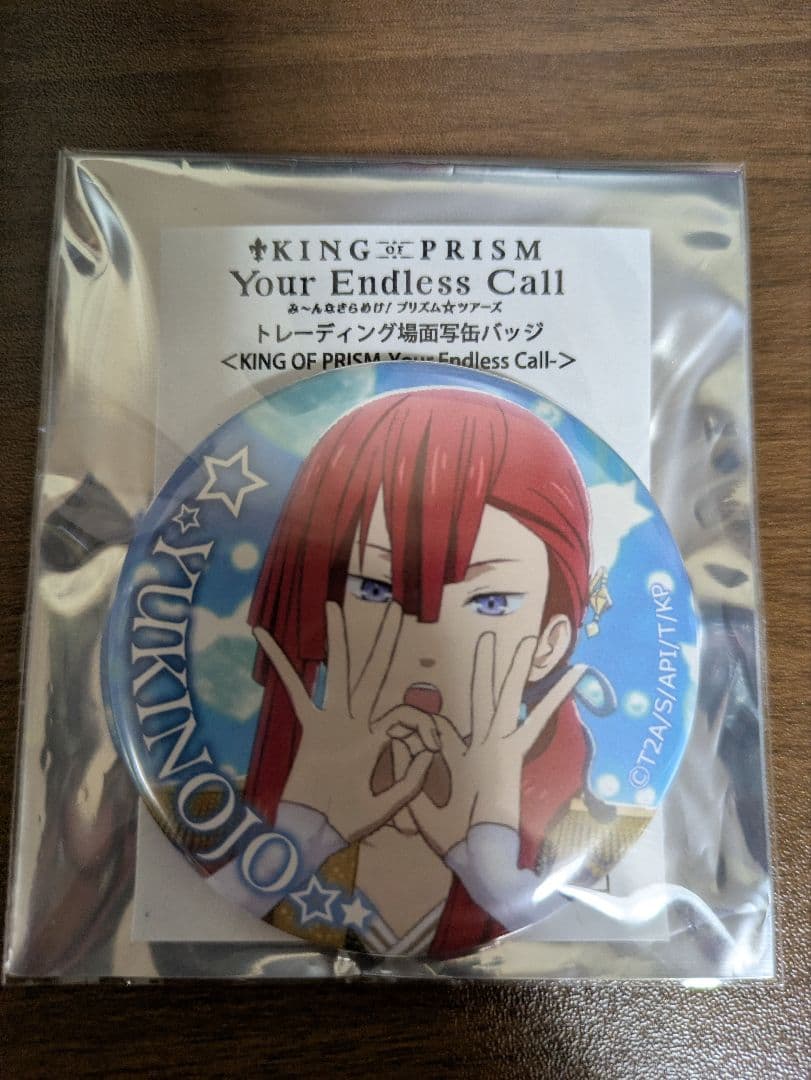 KING OF PRISM
Your Endless Call
み〜んなきらめけ！プリズム☆ツアーズ
トレーディング場面写缶バッジ
<KING OF PRISM-Your Endless Call->
YUKINOJO
©T2A/S/API/T/KP